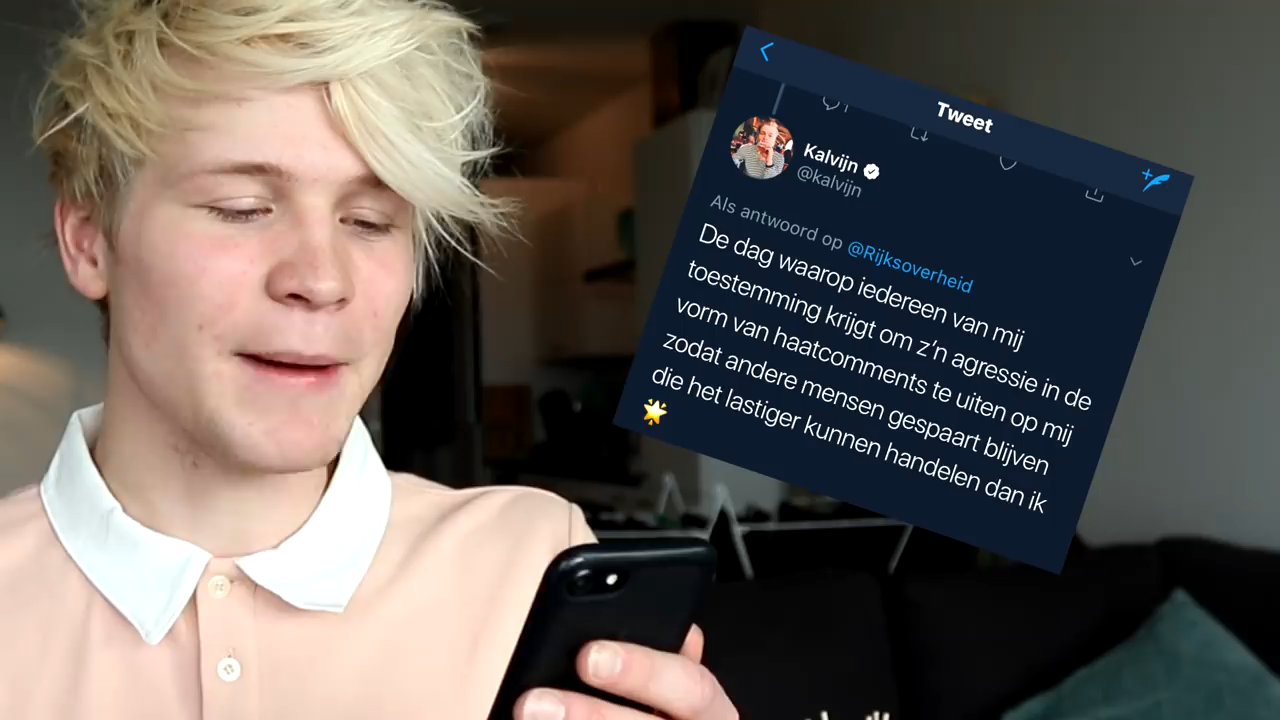 Tweet
1
Kalvijn
@kalvijn
Als antwoord op @Rijksoverheid
De dag waarop iedereen van mij
toestemming krijgt om z'n agressie in de
vorm van haatcomments te uiten op mij
zodat andere mensen gespaart blijven
die het lastiger kunnen handelen dan ik
🌟